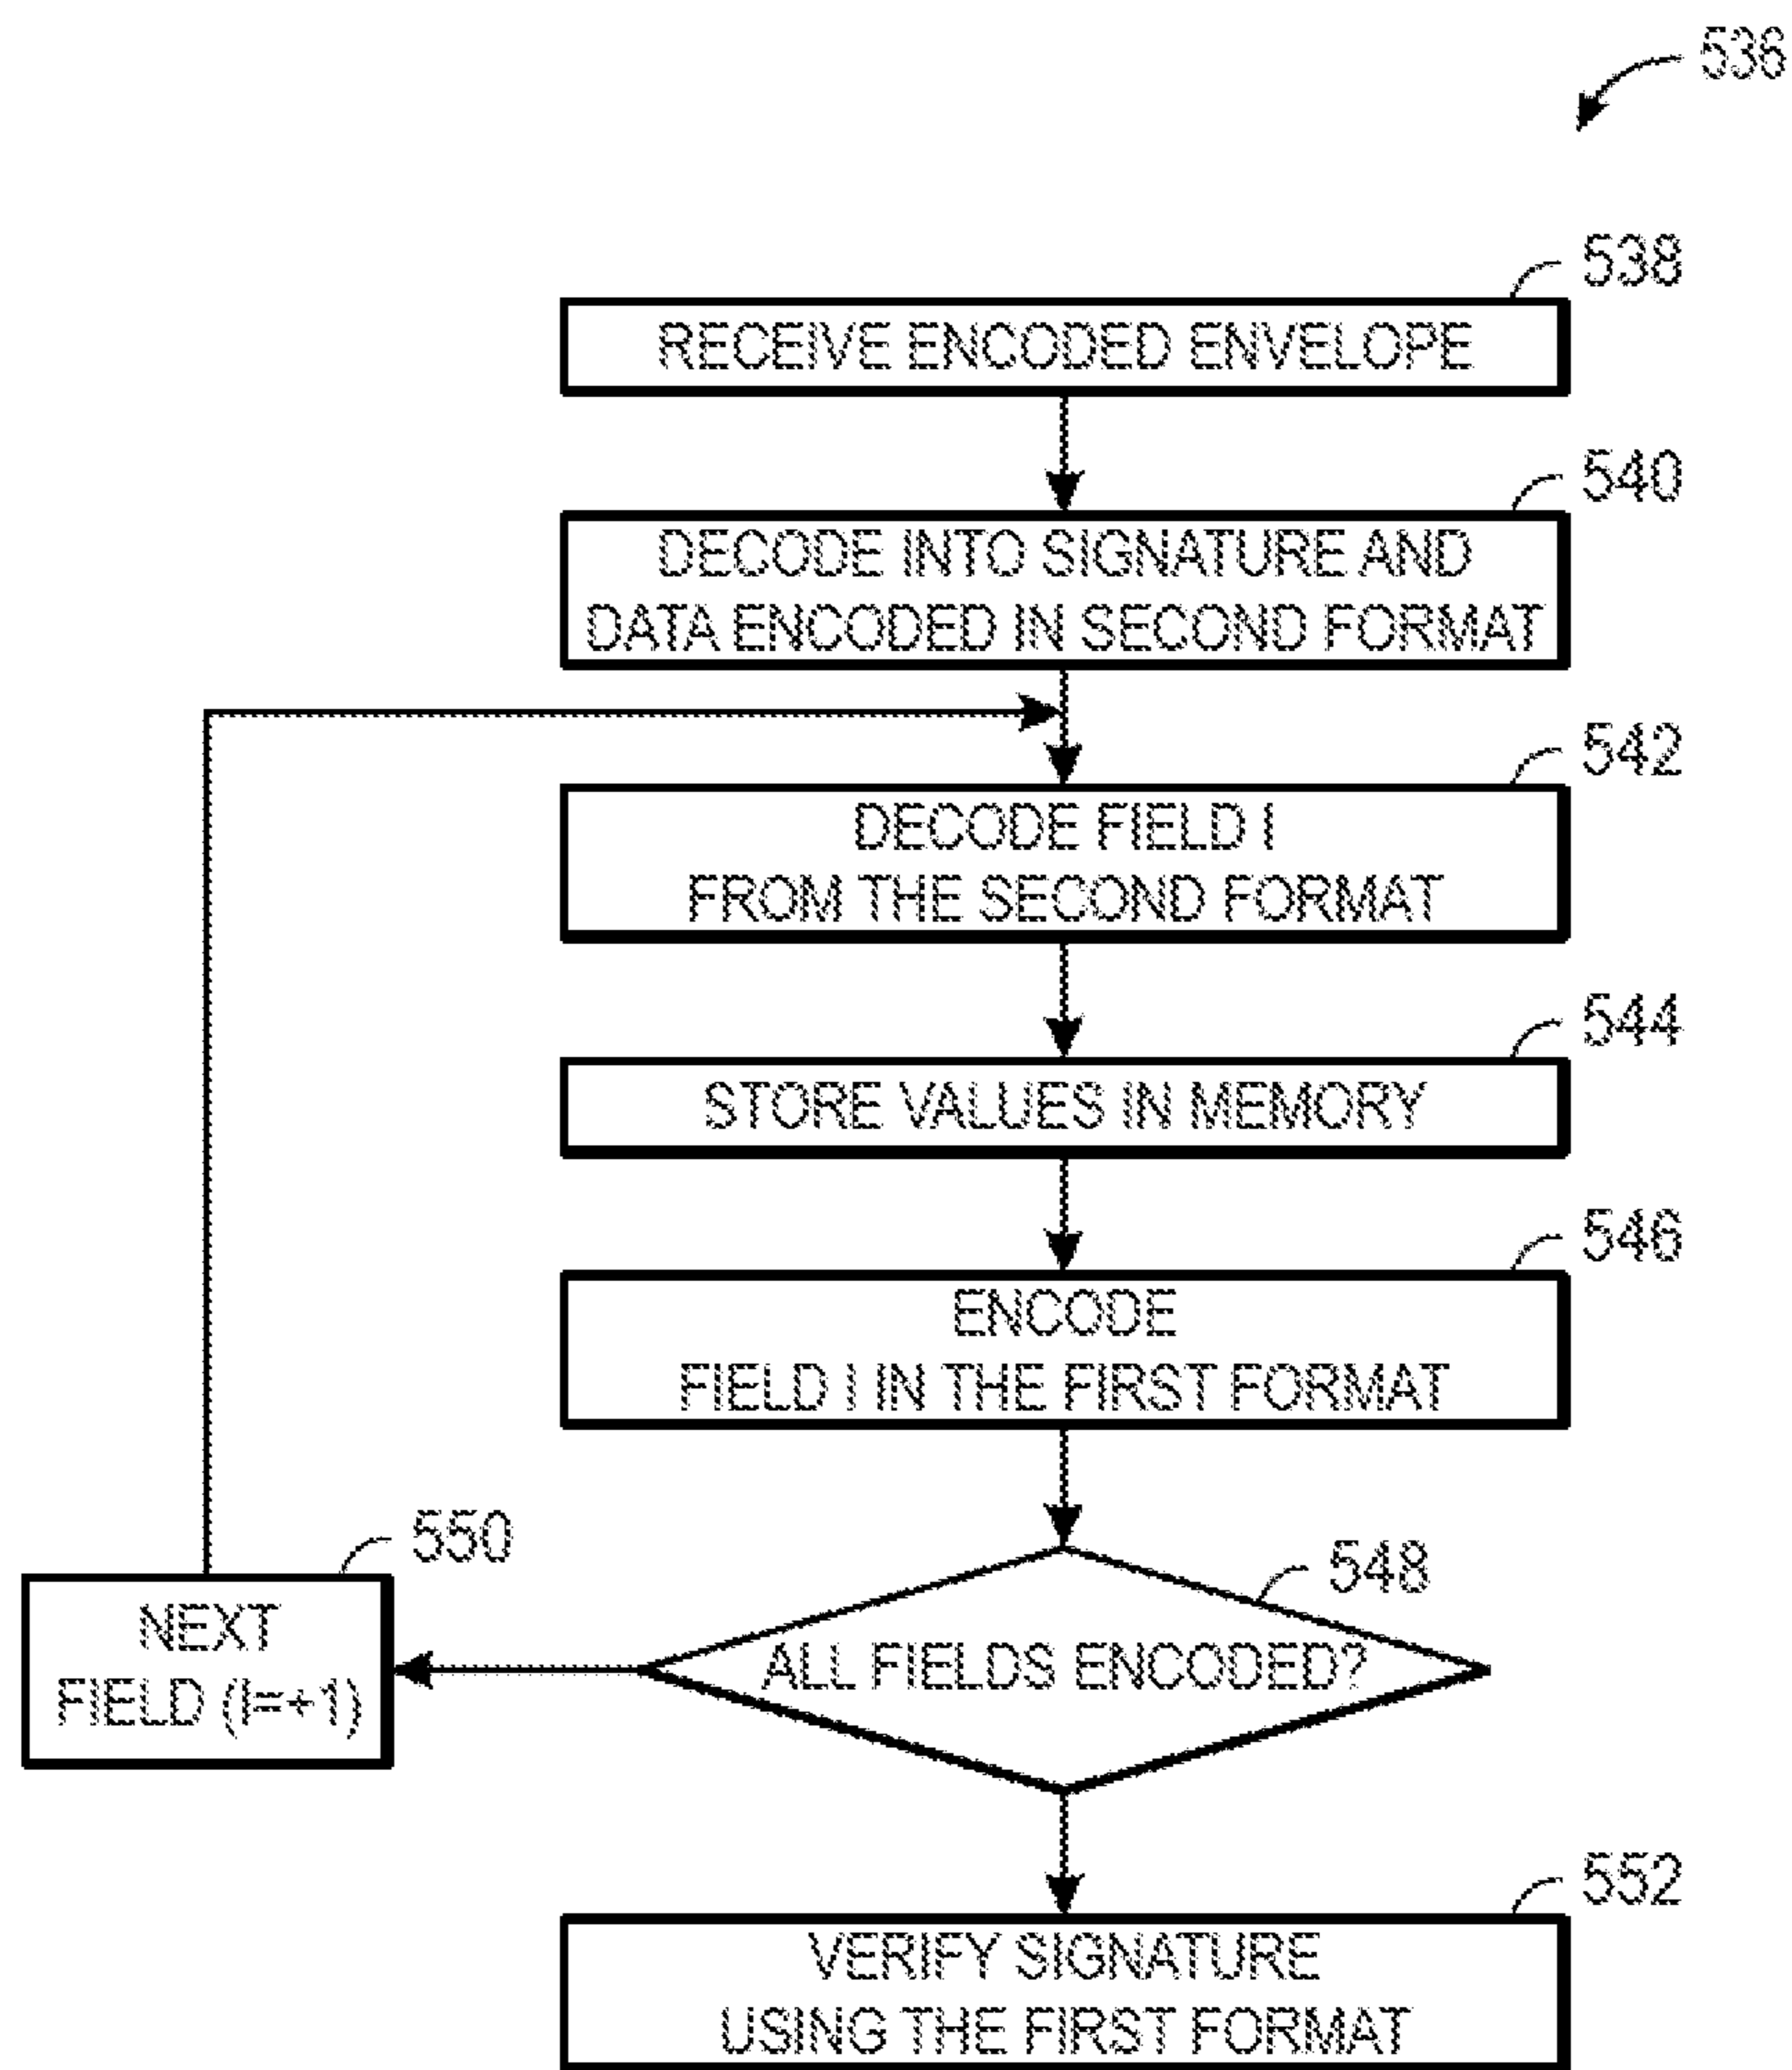 536
538
RECEIVE ENCODED ENVELOPE
540
DECODE INTO SIGNATURE AND
DATA ENCODED IN SECOND FORMAT
542
DECODE FIELD I
FROM THE SECOND FORMAT
544
STORE VALUES IN MEMORY
546
ENCODE
FIELD I IN THE FIRST FORMAT
548
ALL FIELDS ENCODED?
550
NEXT
FIELD (I=+1)
552
VERIFY SIGNATURE
USING THE FIRST FORMAT